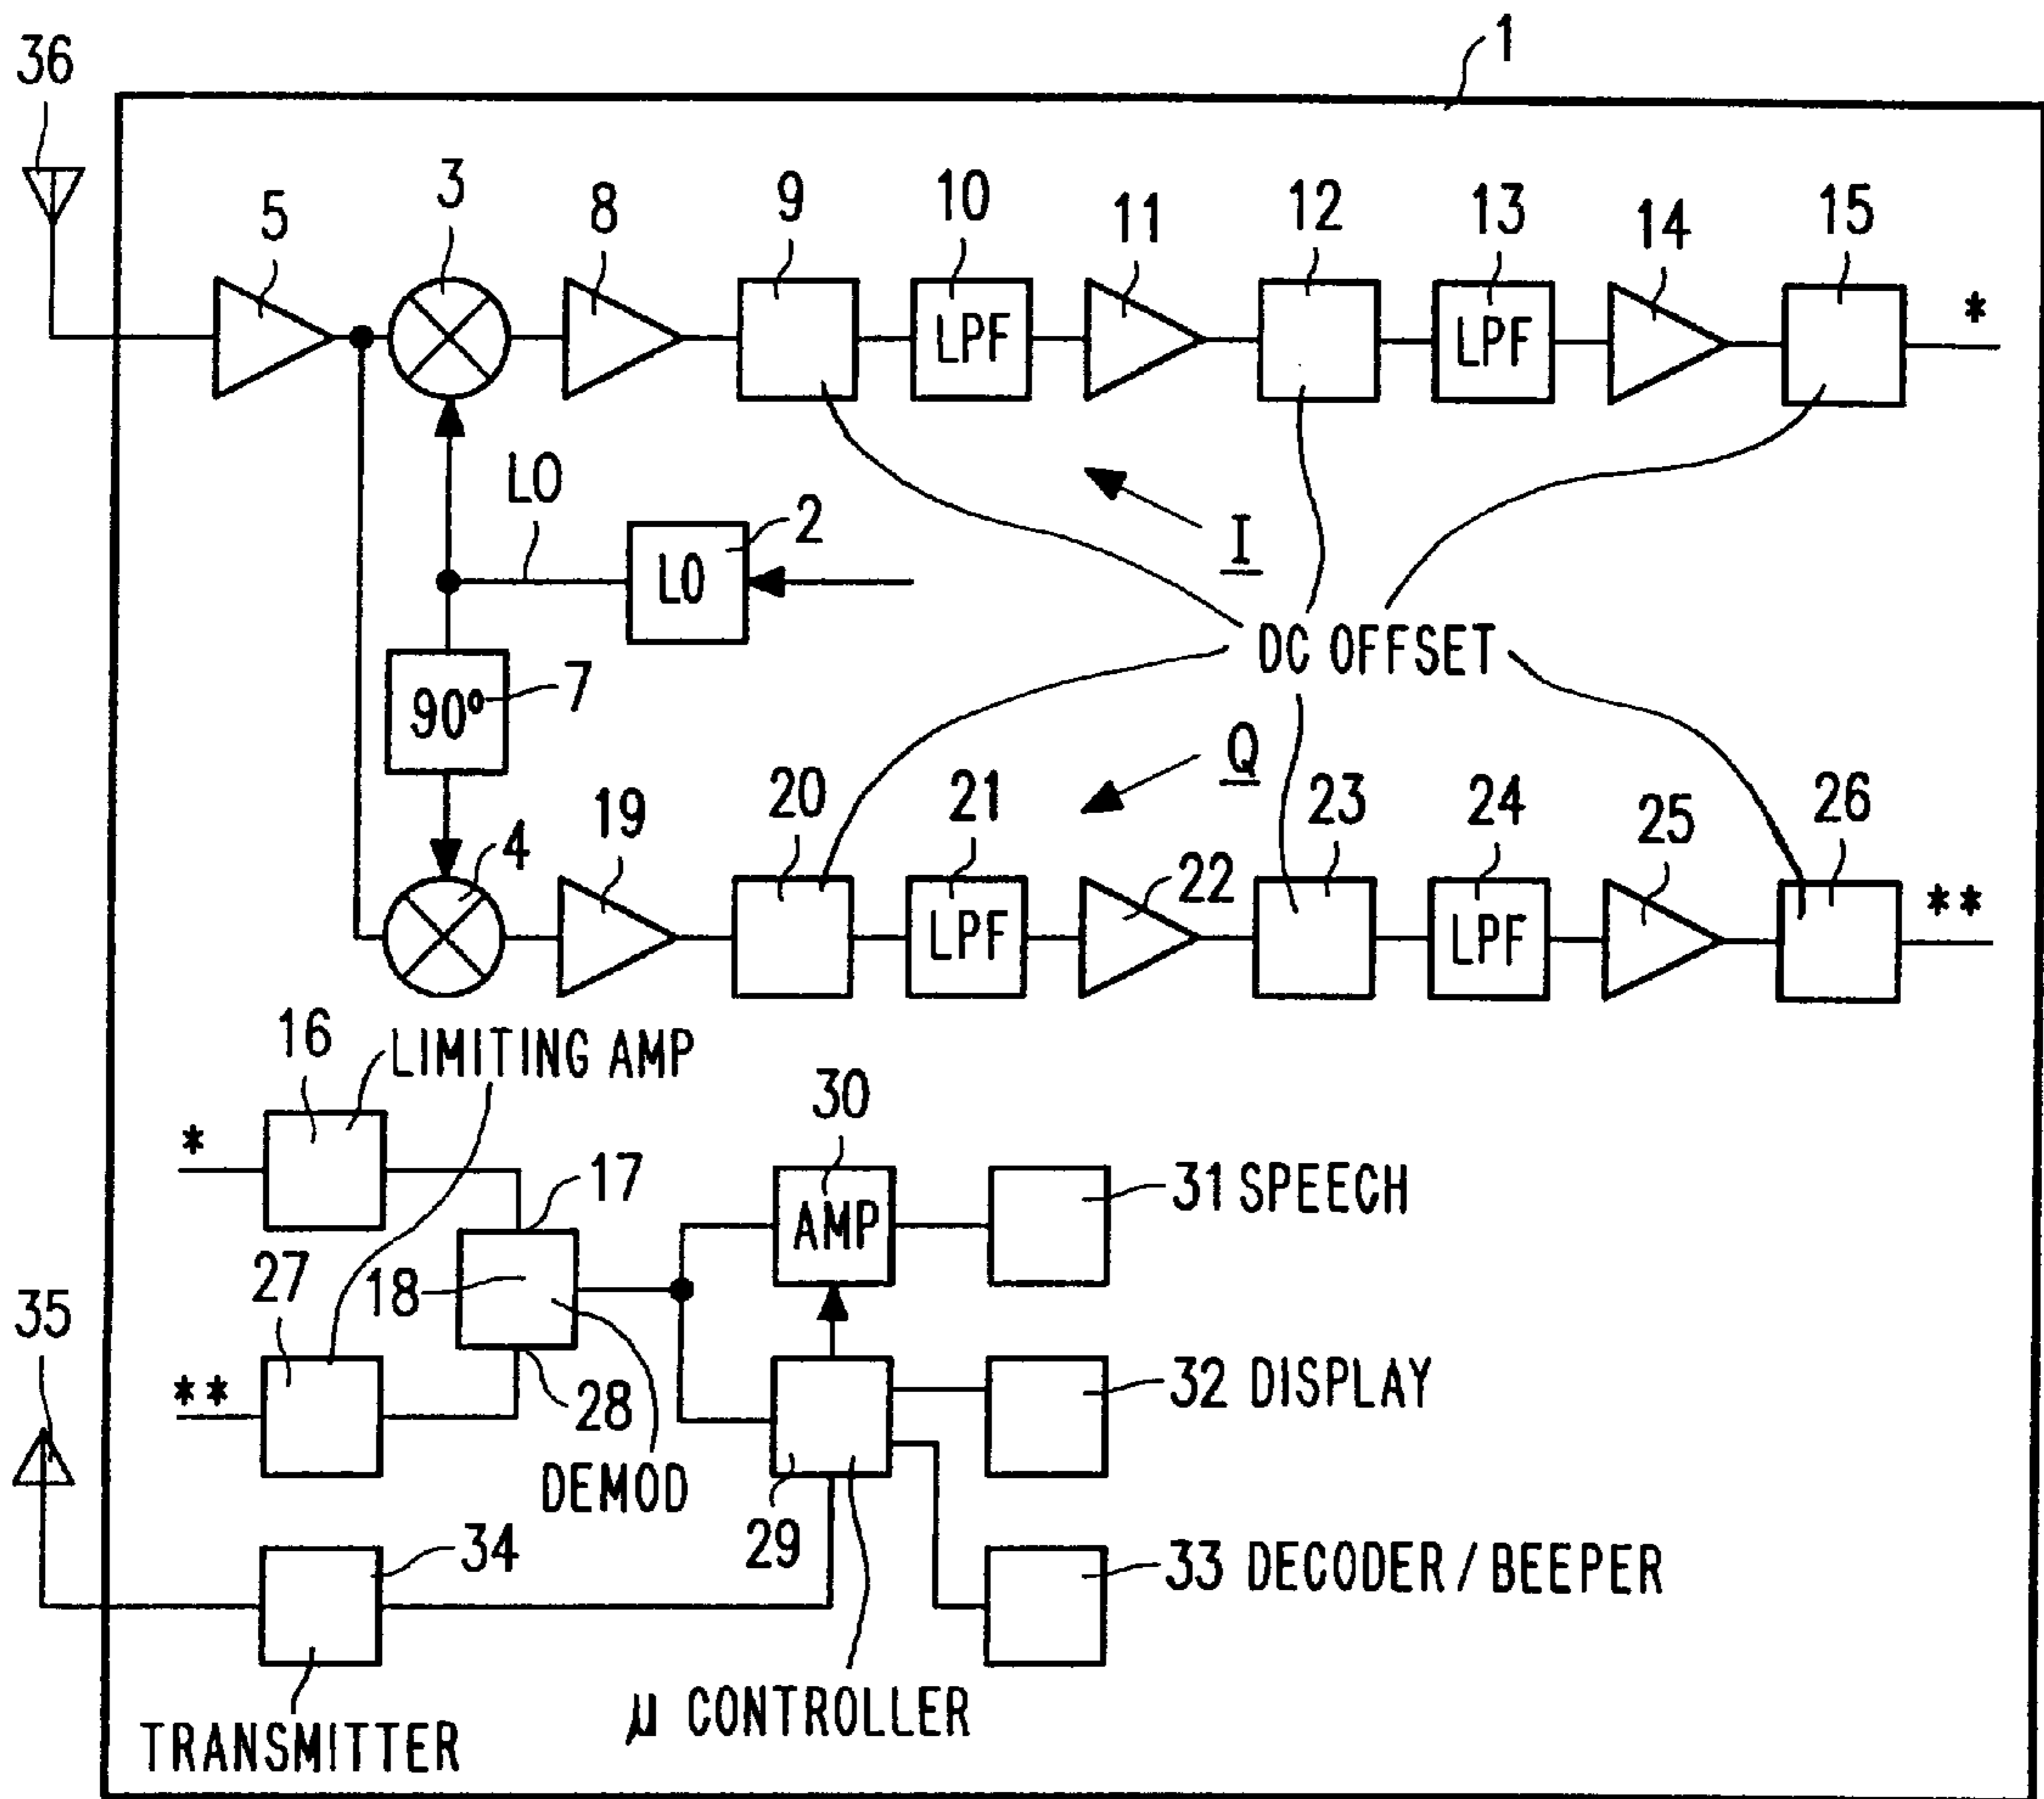 1
36
3
8
9
10
11
12
13
14
15
5
LPF
LPF
*
LO
2
LO
I
DC OFFSET
90°
7
Q
19
20
21
22
23
24
25
26
4
LPF
LPF
**
16
LIMITING AMP
30
*
17
AMP
31 SPEECH
27
18
35
**
28
32 DISPLAY
DEMOD
29
34
33 DECODER / BEEPER
μ CONTROLLER
TRANSMITTER